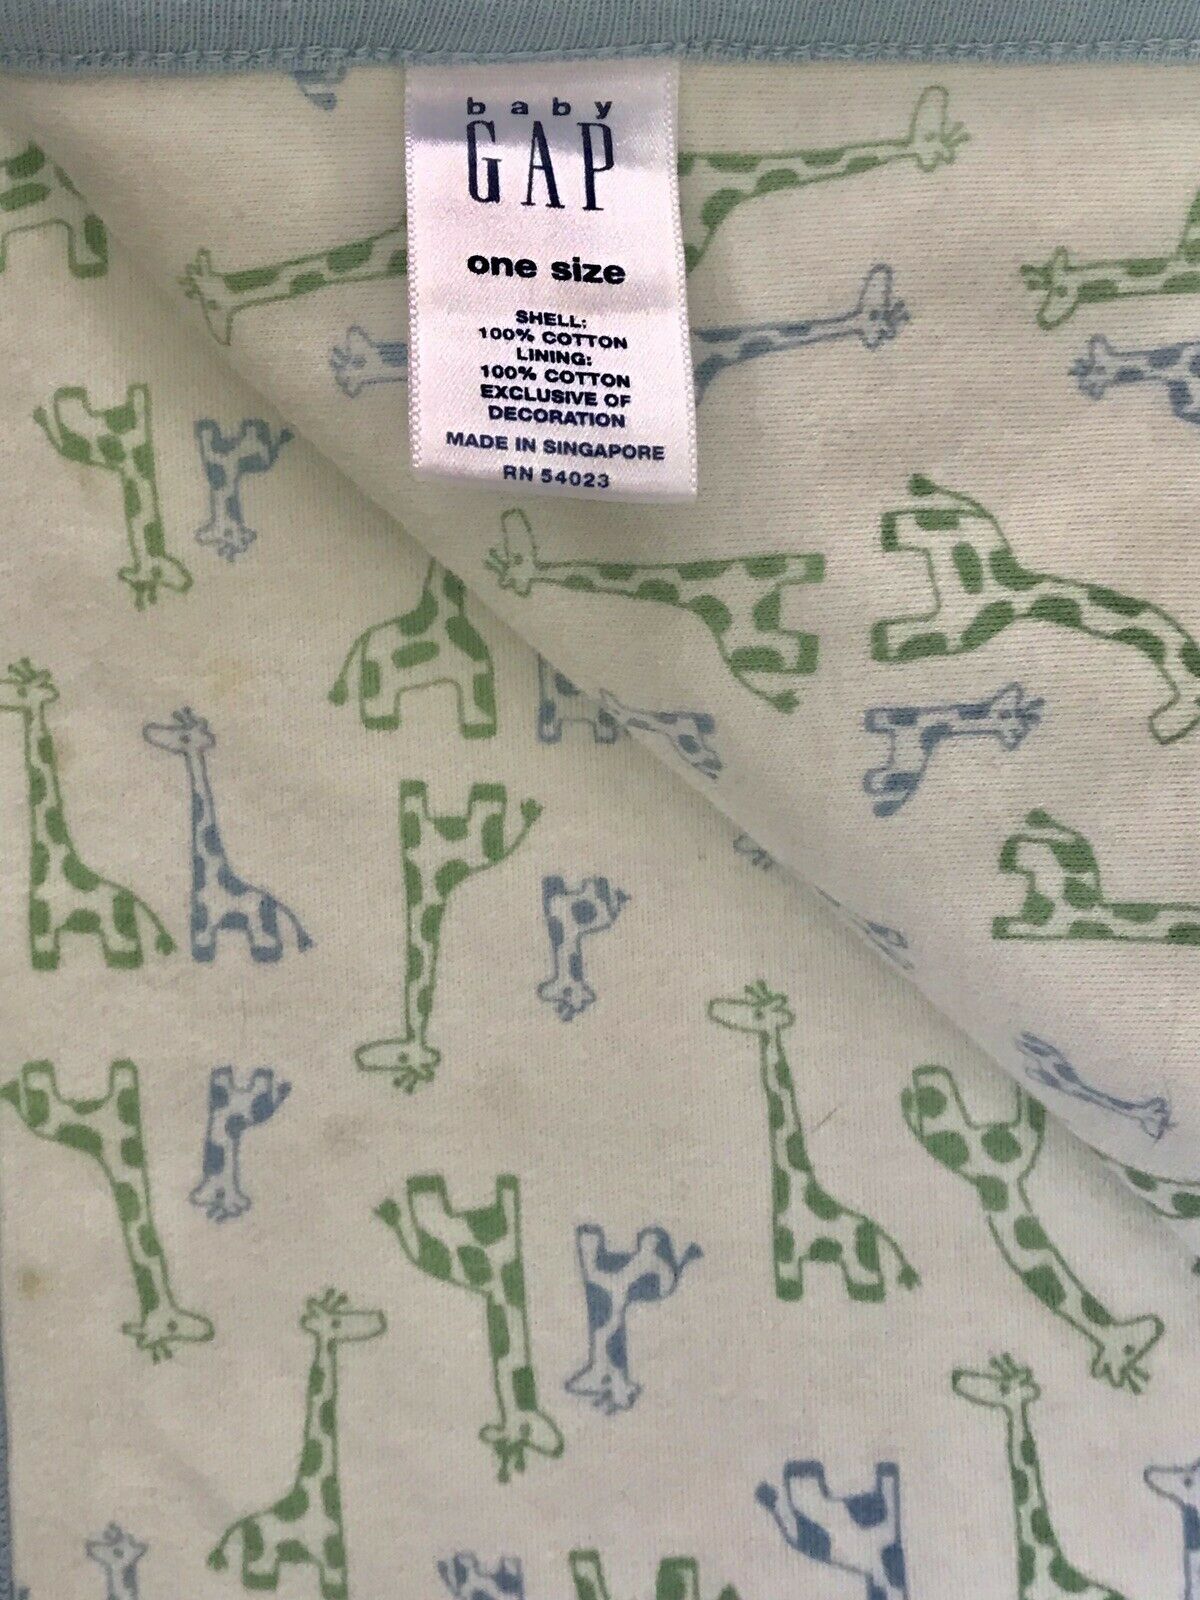 baby
GAP
one size
SHELL:
100% COTTON
LINING:
100% COTTON
EXCLUSIVE OF
DECORATION
MADE IN SINGAPORE
RN 54023